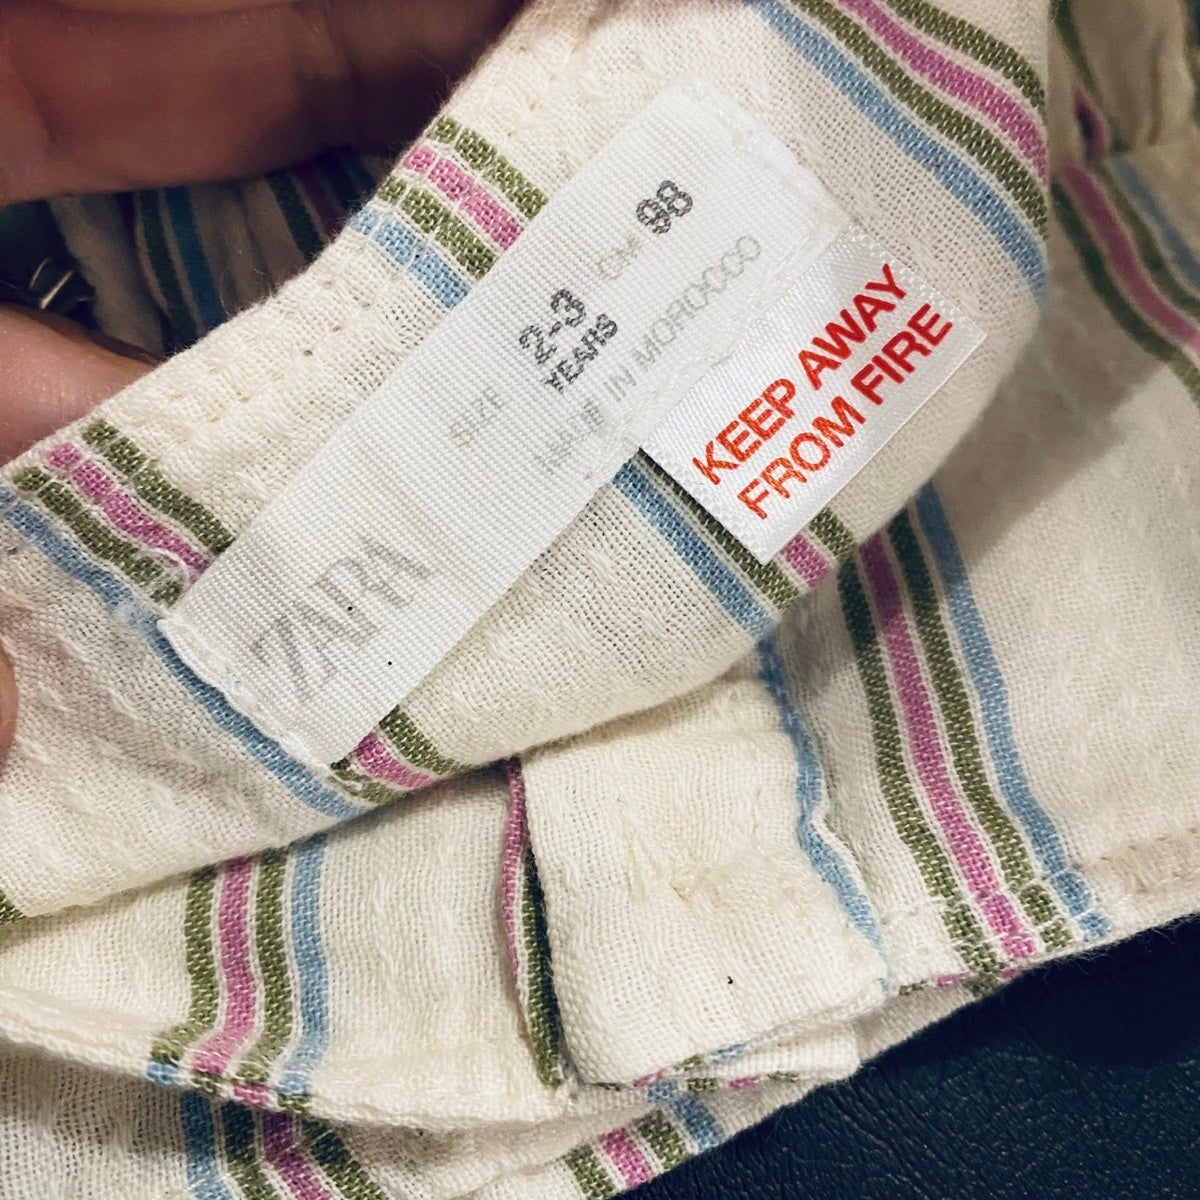 ZARA
SIZE 2-3 CM 98
YEARS
MADE IN MOROCCO
KEEP AWAY
FROM FIRE